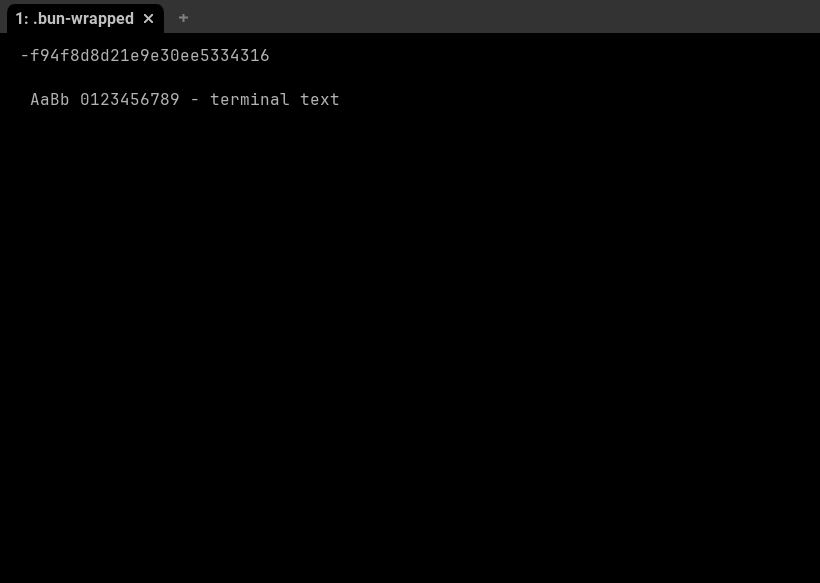 1: .bun-wrapped × +
-f94f8d8d21e9e30ee5334316
AaBb 0123456789 - terminal text